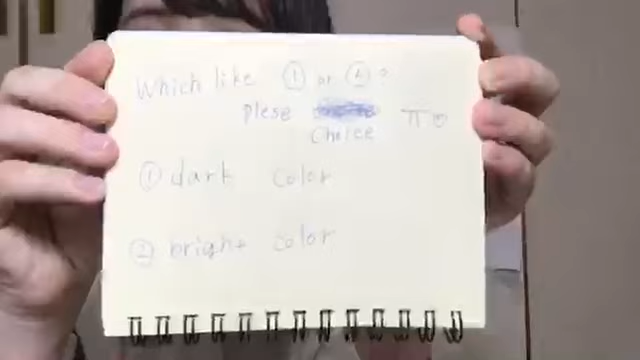 Which like ① or ②?
Plese
Choice
① dark color
② bright color